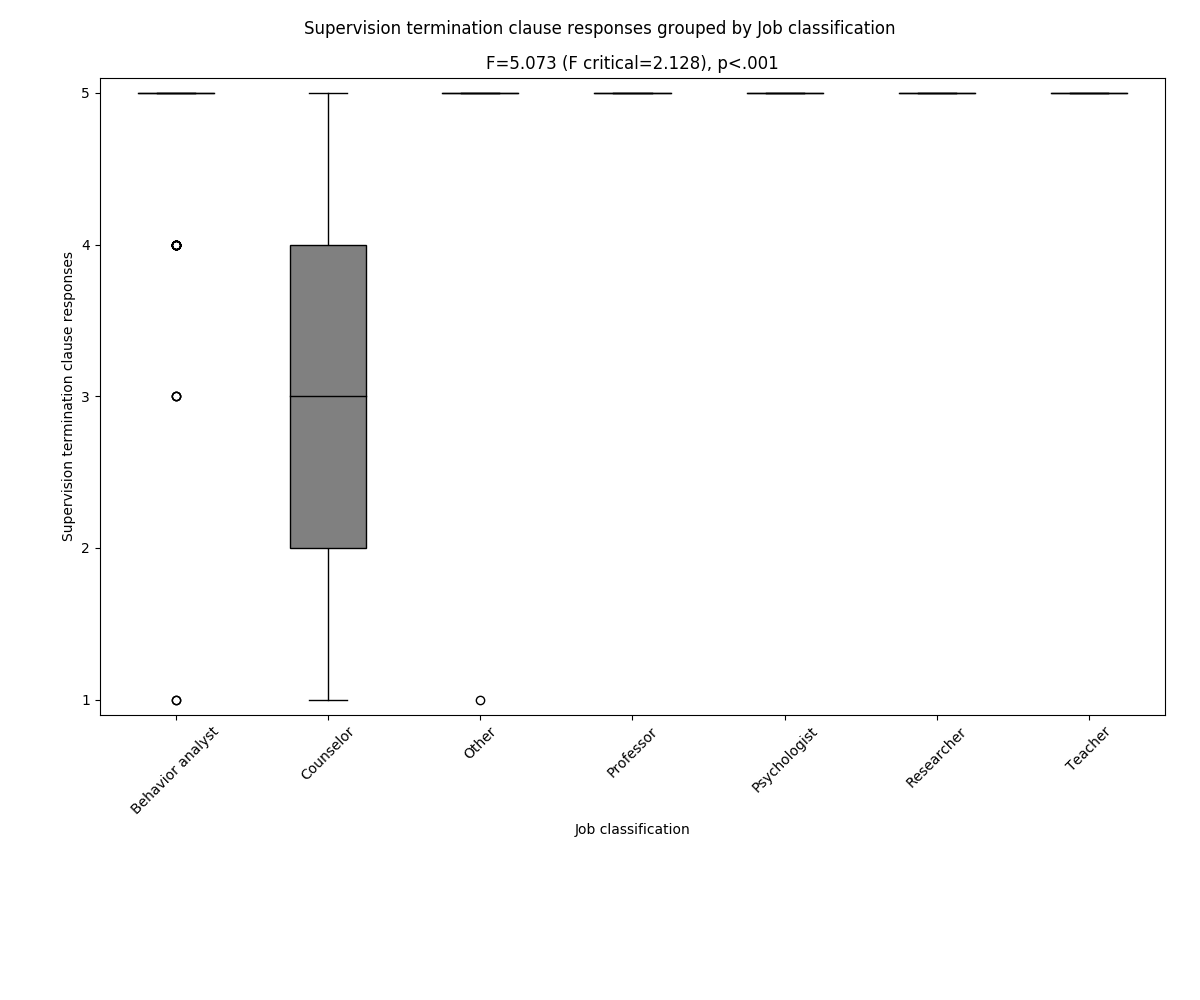 Supervision termination clause responses grouped by Job classification
F=5.073 (F critical=2.128), p<.001
Supervision termination clause responses
5
4
3
2
1
Behavior analyst
Counselor
Other
Professor
Psychologist
Researcher
Teacher
Job classification